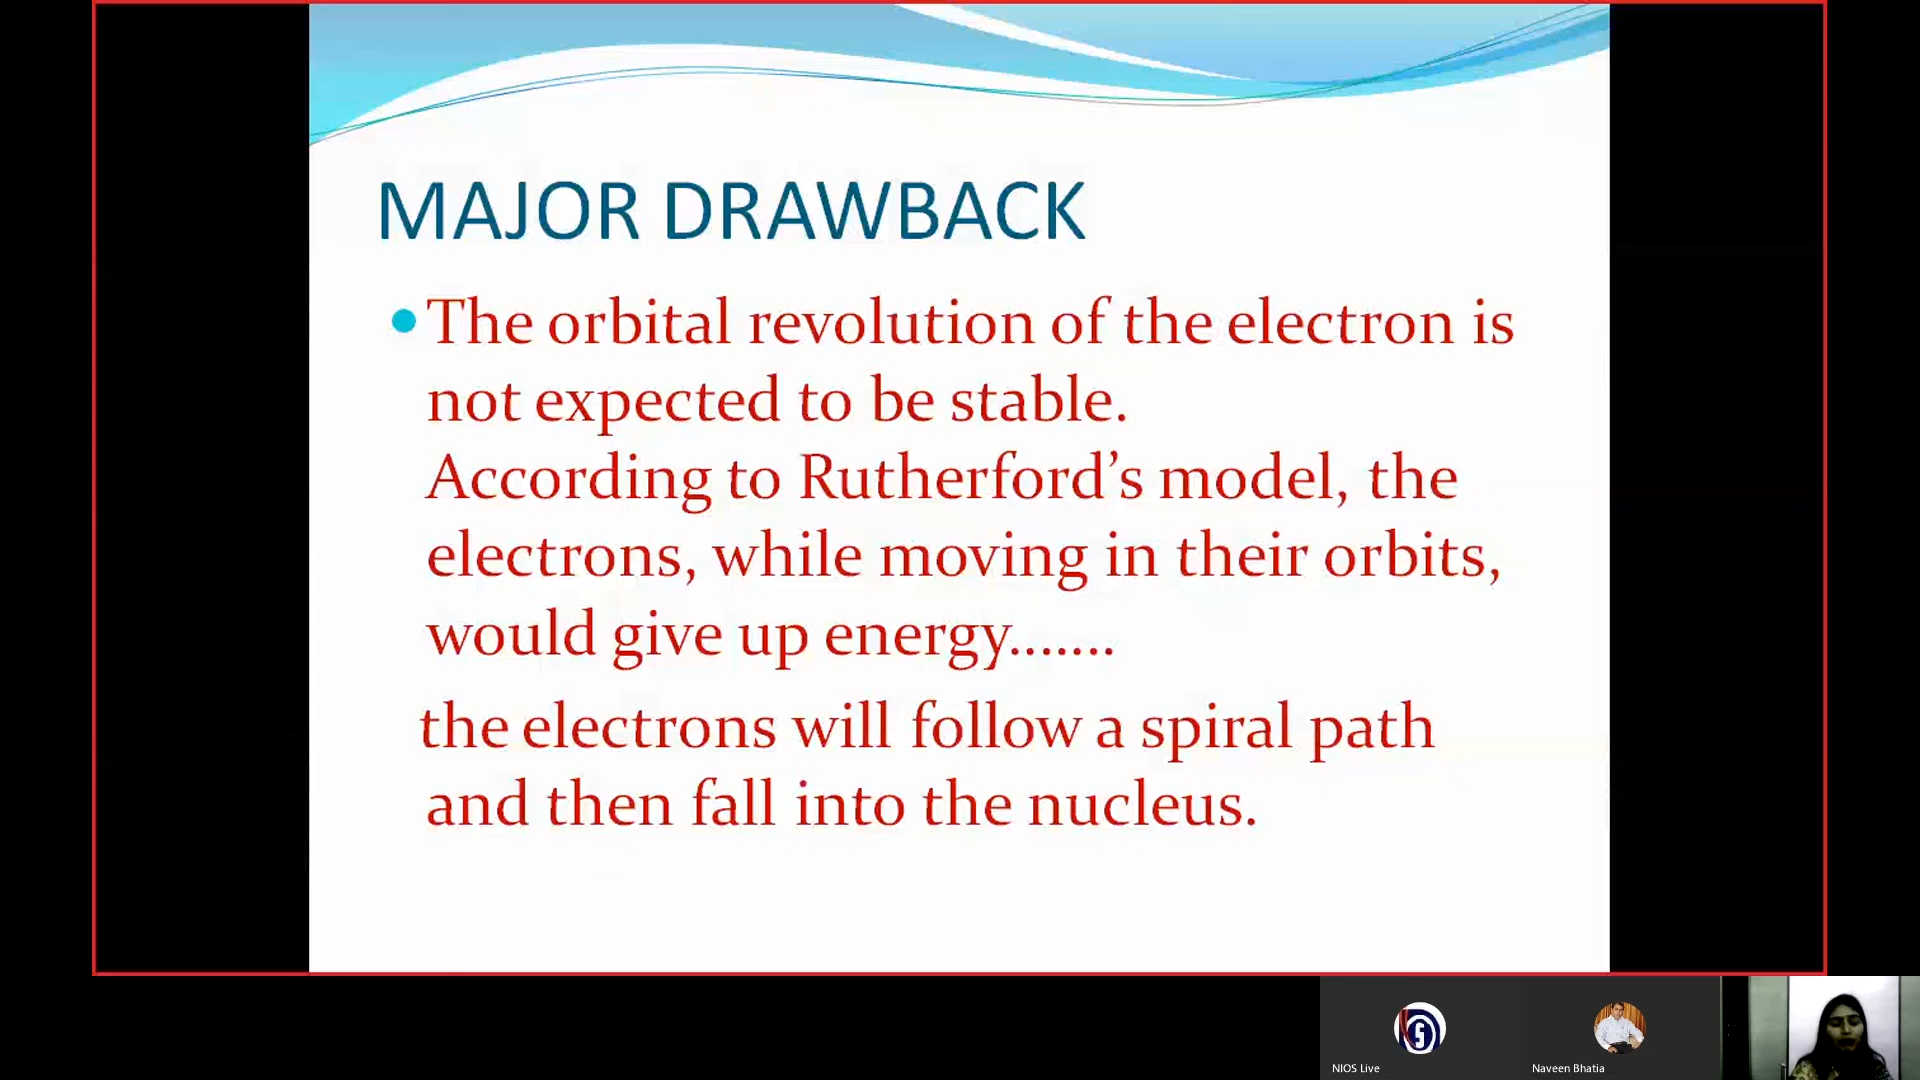 MAJOR DRAWBACK
The orbital revolution of the electron is
not expected to be stable.
According to Rutherford’s model, the
electrons, while moving in their orbits,
would give up energy.......
the electrons will follow a spiral path
and then fall into the nucleus.
NIOS Live
Naveen Bhatia